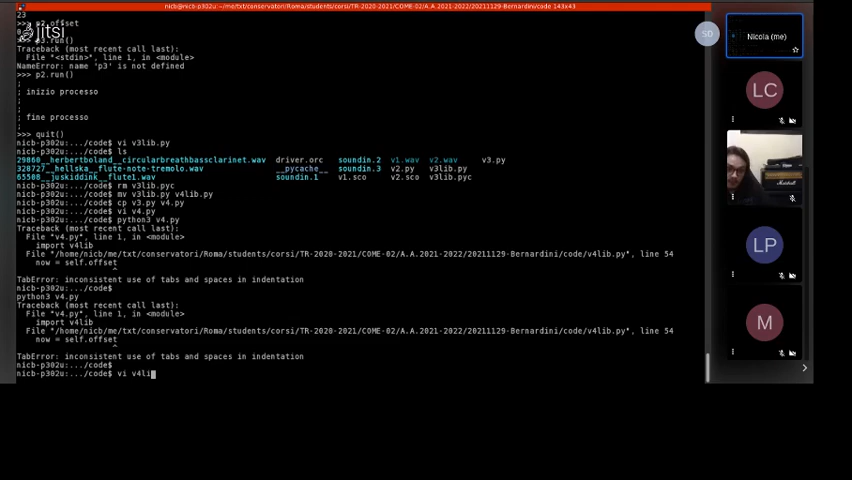 nicb@nicb-p302u:~/me/txt/conservatori/Roma/students/corsi/TR-2020-2021/COME-02/A.A.2021-2022/20211129-Bernardini/code 143x43
23
>>> p2.offset
jitsi
.run()
Traceback (most recent call last):
File "<stdin>", line 1, in <module>
NameError: name 'p3' is not defined
>>> p2.run()
;
; inizio processo
;
;
; fine processo
;
>>> quit()
nicb-p302u:.../code$ vi v3lib.py
nicb-p302u:.../code$ ls
29860__herbertboland__circularbreathbassclarinet.wav driver.orc soundin.2 v1.wav v2.wav v3.py
328727__hellska__flute-note-tremolo.wav __pycache__ soundin.3 v2.py v3lib.py
65508__juskiddink__flute1.wav soundin.1 v1.sco v2.sco v3lib.pyc
nicb-p302u:.../code$ rm v3lib.pyc
nicb-p302u:.../code$ mv v3lib.py v4lib.py
nicb-p302u:.../code$ cp v3.py v4.py
nicb-p302u:.../code$ vi v4.py
nicb-p302u:.../code$ python3 v4.py
Traceback (most recent call last):
File "v4.py", line 1, in <module>
import v4lib
File "/home/nicb/me/txt/conservatori/Roma/students/corsi/TR-2020-2021/COME-02/A.A.2021-2022/20211129-Bernardini/code/v4lib.py", line 54
now = self.offset
^
TabError: inconsistent use of tabs and spaces in indentation
nicb-p302u:.../code$
python3 v4.py
Traceback (most recent call last):
File "v4.py", line 1, in <module>
import v4lib
File "/home/nicb/me/txt/conservatori/Roma/students/corsi/TR-2020-2021/COME-02/A.A.2021-2022/20211129-Bernardini/code/v4lib.py", line 54
now = self.offset
^
TabError: inconsistent use of tabs and spaces in indentation
nicb-p302u:.../code$
nicb-p302u:.../code$ vi v4li
SD
Nicola (me)
LC
Marshall
LP
M